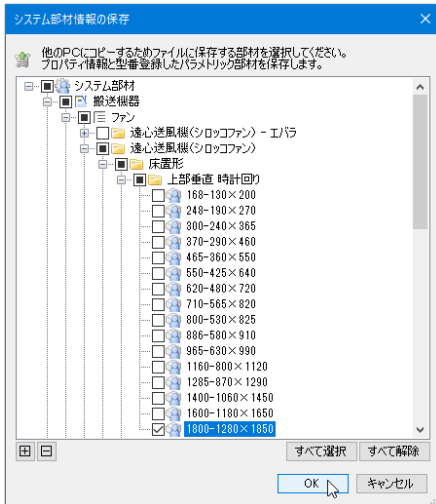 システム部材情報の保存
他のPCにコピーするためファイルに保存する部材を選択してください。
プロパティ情報と型番登録したパラメトリック部材を保存します。
システム部材
搬送機器
ファン
遠心送風機(シロッコファン) - エバラ
遠心送風機(シロッコファン)
床置形
上部垂直 時計回り
168-130×200
248-190×270
300-240×365
370-290×460
465-360×550
550-425×640
620-480×720
710-565×820
800-530×825
886-580×910
965-630×990
1160-800×1120
1285-870×1290
1400-1060×1450
1600-1180×1650
1800-1280×1850
すべて選択 すべて解除
OK キャンセル